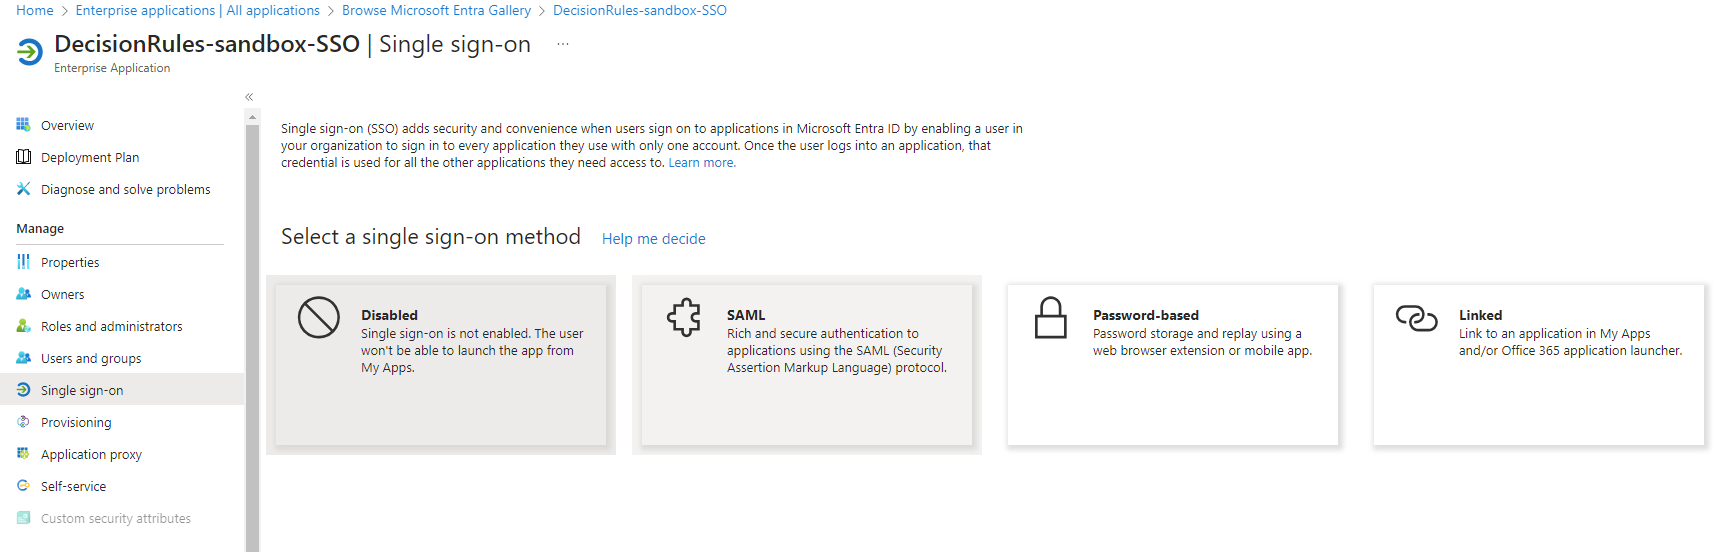 Home > Enterprise applications | All applications > Browse Microsoft Entra Gallery > DecisionRules-sandbox-SSO
DecisionRules-sandbox-SSO | Single sign-on ...
Enterprise Application
«
Overview
Deployment Plan
Diagnose and solve problems
Manage
Properties
Owners
Roles and administrators
Users and groups
Single sign-on
Provisioning
Application proxy
Self-service
Custom security attributes
Single sign-on (SSO) adds security and convenience when users sign on to applications in Microsoft Entra ID by enabling a user in
your organization to sign in to every application they use with only one account. Once the user logs into an application, that
credential is used for all the other applications they need access to. Learn more.
Select a single sign-on method Help me decide
Disabled
Single sign-on is not enabled. The user
won't be able to launch the app from
My Apps.
SAML
Rich and secure authentication to
applications using the SAML (Security
Assertion Markup Language) protocol.
Password-based
Password storage and replay using a
web browser extension or mobile app.
Linked
Link to an application in My Apps
and/or Office 365 application launcher.